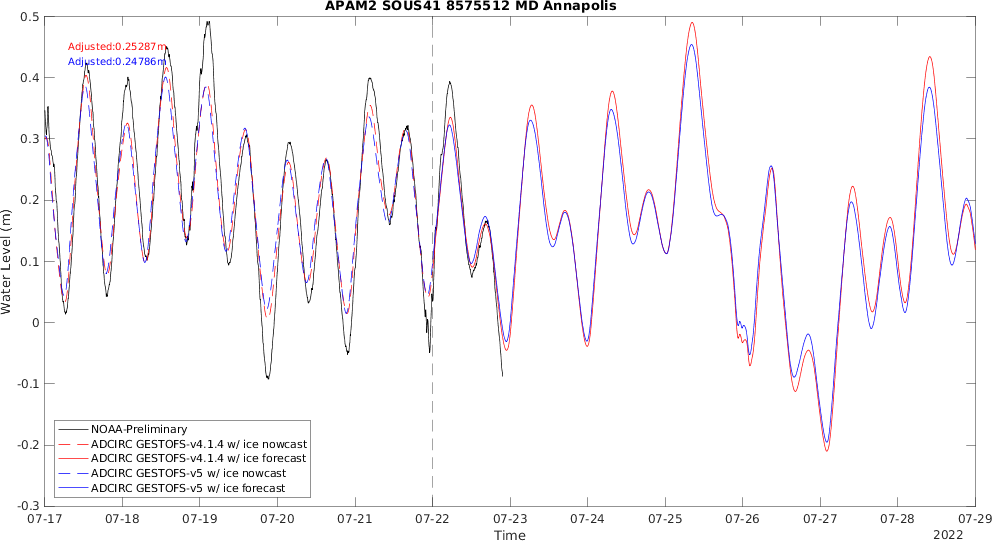 APAM2 SOUS41 8575512 MD Annapolis
0.5
0.4
0.3
0.2
0.1
0
-0.1
-0.2
-0.3
Water Level (m)
Adjusted:0.25287m
Adjusted:0.24786m
NOAA-Preliminary
ADCIRC GESTOFS-v4.1.4 w/ ice nowcast
ADCIRC GESTOFS-v4.1.4 w/ ice forecast
ADCIRC GESTOFS-v5 w/ ice nowcast
ADCIRC GESTOFS-v5 w/ ice forecast
07-17 07-18 07-19 07-20 07-21 07-22 07-23 07-24 07-25 07-26 07-27 07-28 07-29
Time
2022